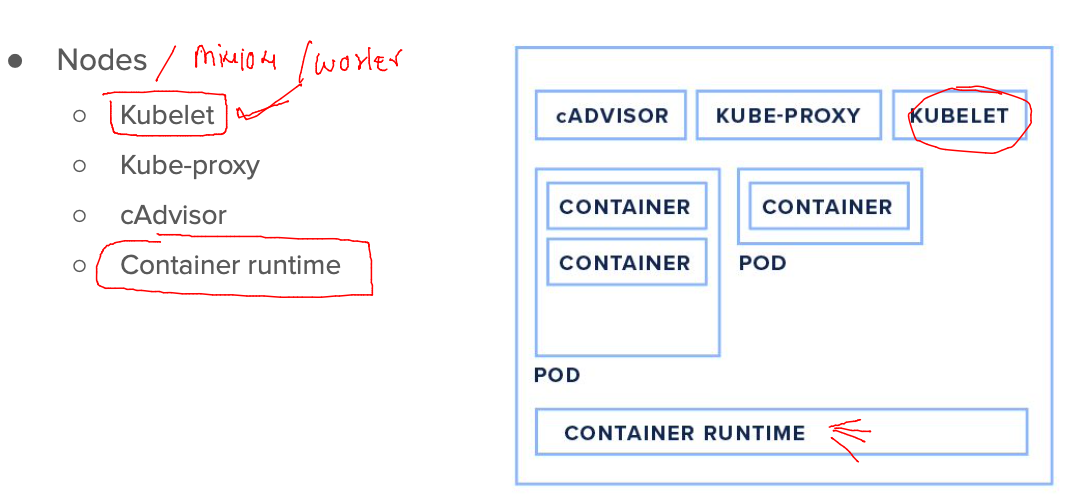 Nodes / minion / worker
Kubelet
Kube-proxy
cAdvisor
Container runtime
cADVISOR KUBE-PROXY KUBELET
CONTAINER CONTAINER
CONTAINER POD
POD
CONTAINER RUNTIME